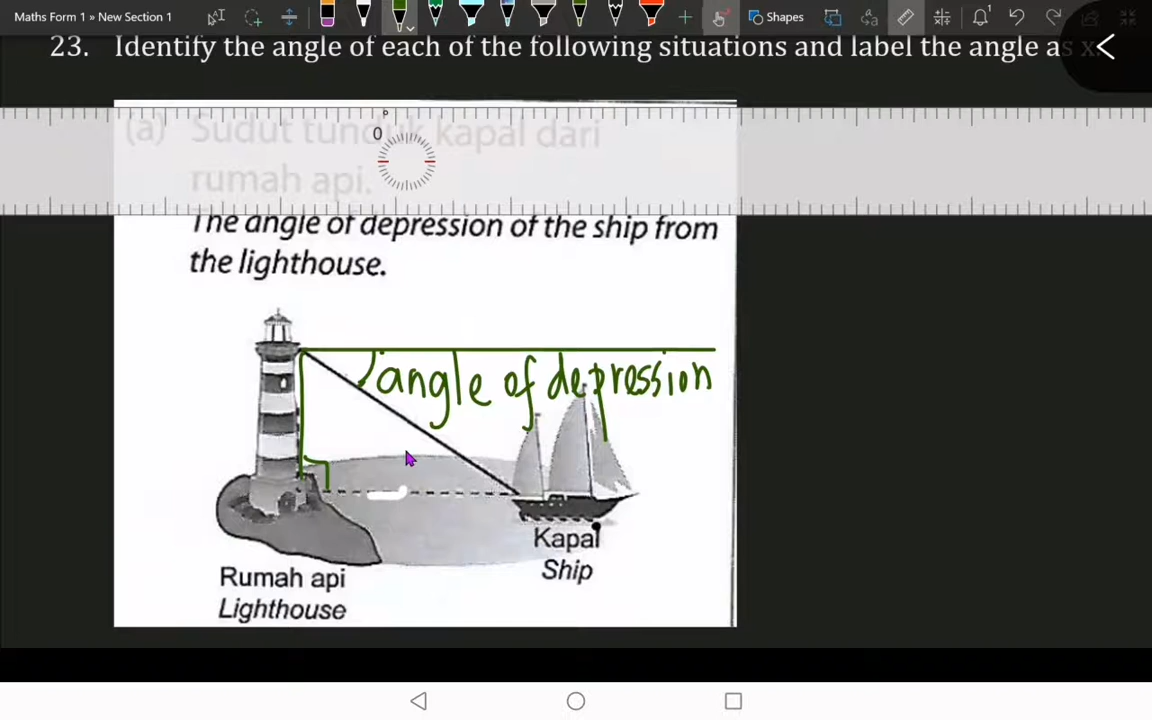 Maths Form 1 » New Section 1
Shapes
23. Identify the angle of each of the following situations and label the angle as x.
0°
(a) Sudut tunduk kapal dari
rumah api.
The angle of depression of the ship from
the lighthouse.
angle of depression
Kapal
Ship
Rumah api
Lighthouse